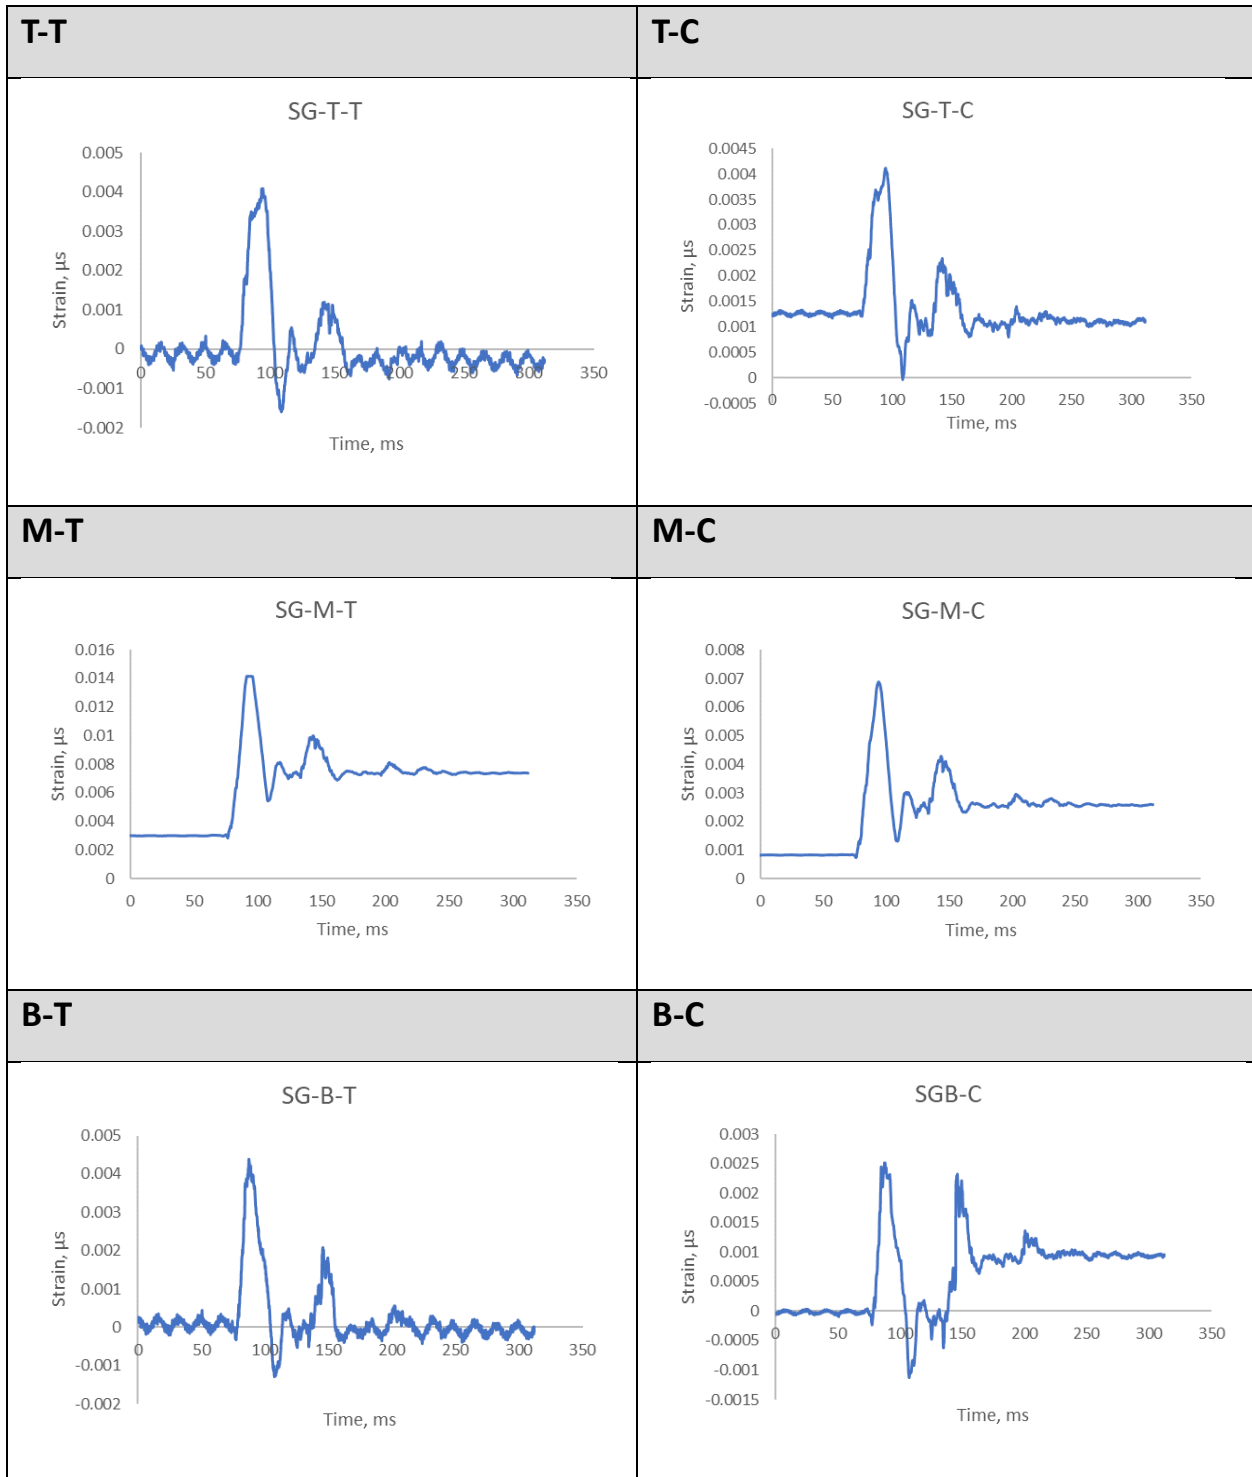 T-T
T-C
SG-T-T
0.005
0.004
0.003
0.002
0.001
0
-0.001
-0.002
0 50 100 150 200 250 300 350
Strain, µs
Time, ms
SG-T-C
0.0045
0.004
0.0035
0.003
0.0025
0.002
0.0015
0.001
0.0005
0
-0.0005
0 50 100 150 200 250 300 350
Strain, µs
Time, ms
M-T
M-C
SG-M-T
0.016
0.014
0.012
0.01
0.008
0.006
0.004
0.002
0
0 50 100 150 200 250 300 350
Strain, µs
Time, ms
SG-M-C
0.008
0.007
0.006
0.005
0.004
0.003
0.002
0.001
0
0 50 100 150 200 250 300 350
Strain, µs
Time, ms
B-T
B-C
SG-B-T
0.005
0.004
0.003
0.002
0.001
0
-0.001
-0.002
0 50 100 150 200 250 300 350
Strain, µs
Time, ms
SGB-C
0.003
0.0025
0.002
0.0015
0.001
0.0005
0
-0.0005
-0.001
-0.0015
0 50 100 150 200 250 300 350
Strain, µs
Time, ms